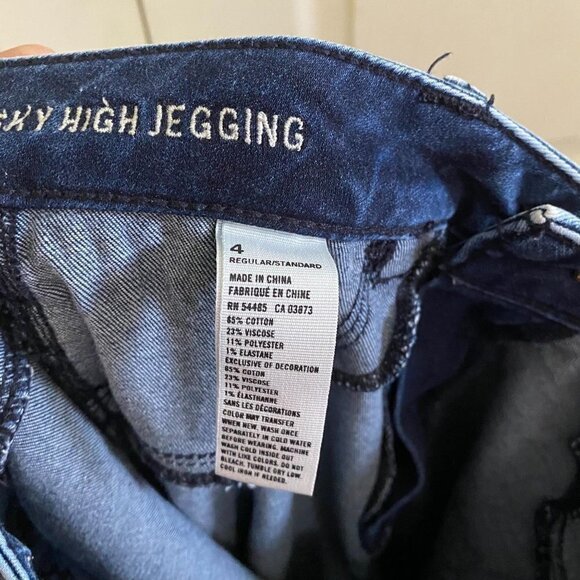 SKY HIGH JEGGING
4
REGULAR/STANDARD
MADE IN CHINA
FABRIQUÉ EN CHINE
RN 54485 CA 03673
65% COTTON
23% VISCOSE
11% POLYESTER
1% ELASTANE
EXCLUSIVE OF DECORATION
65% COTON
23% VISCOSE
11% POLYESTER
1% ÉLASTHANNE
SANS LES DÉCORATIONS
COLOR MAY TRANSFER
WHEN NEW. WASH ONCE
SEPARATELY IN COLD WATER
BEFORE WEARING. MACHINE
WASH COLD INSIDE OUT
WITH LIKE COLORS. DO NOT
BLEACH. TUMBLE DRY LOW.
COOL IRON IF NEEDED.